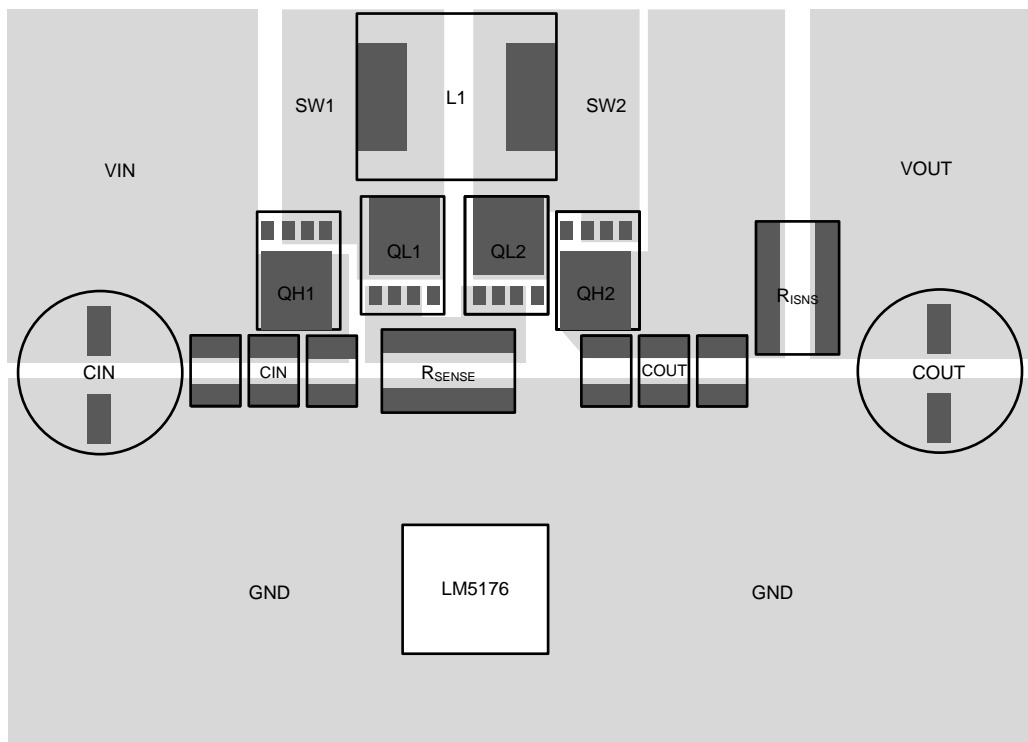 L1
SW1
SW2
VIN
VOUT
QL1
QL2
QH1
QH2
RISNS
CIN
CIN
RSENSE
COUT
COUT
LM5176
GND
GND